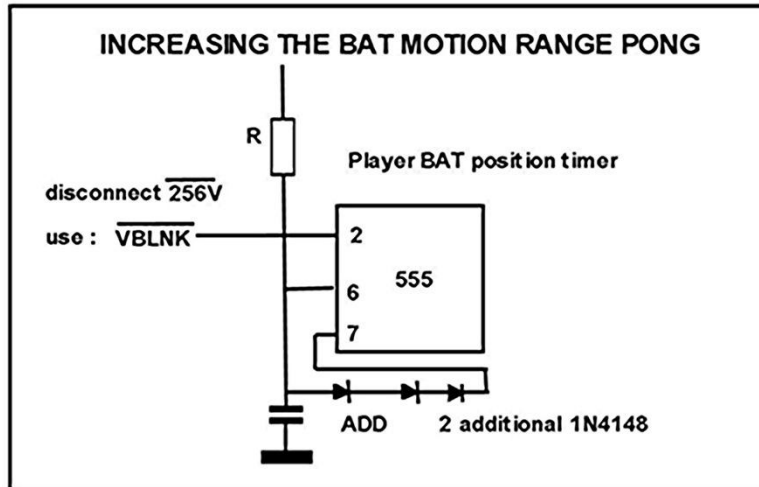 INCREASING THE BAT MOTION RANGE PONG
R
Player BAT position timer
disconnect 256V
use : VBLNK
2
555
6
7
ADD 2 additional 1N4148